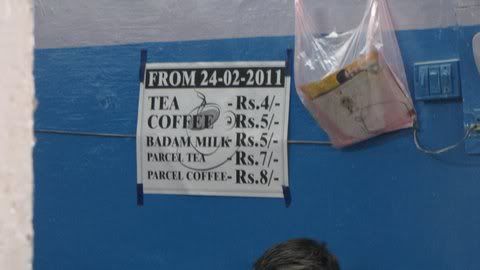 FROM 24-02-2011
TEA - Rs.4/-
COFFEE - Rs.5/-
BADAM MILK - Rs.5/-
PARCEL TEA - Rs.7/-
PARCEL COFFEE - Rs.8/-